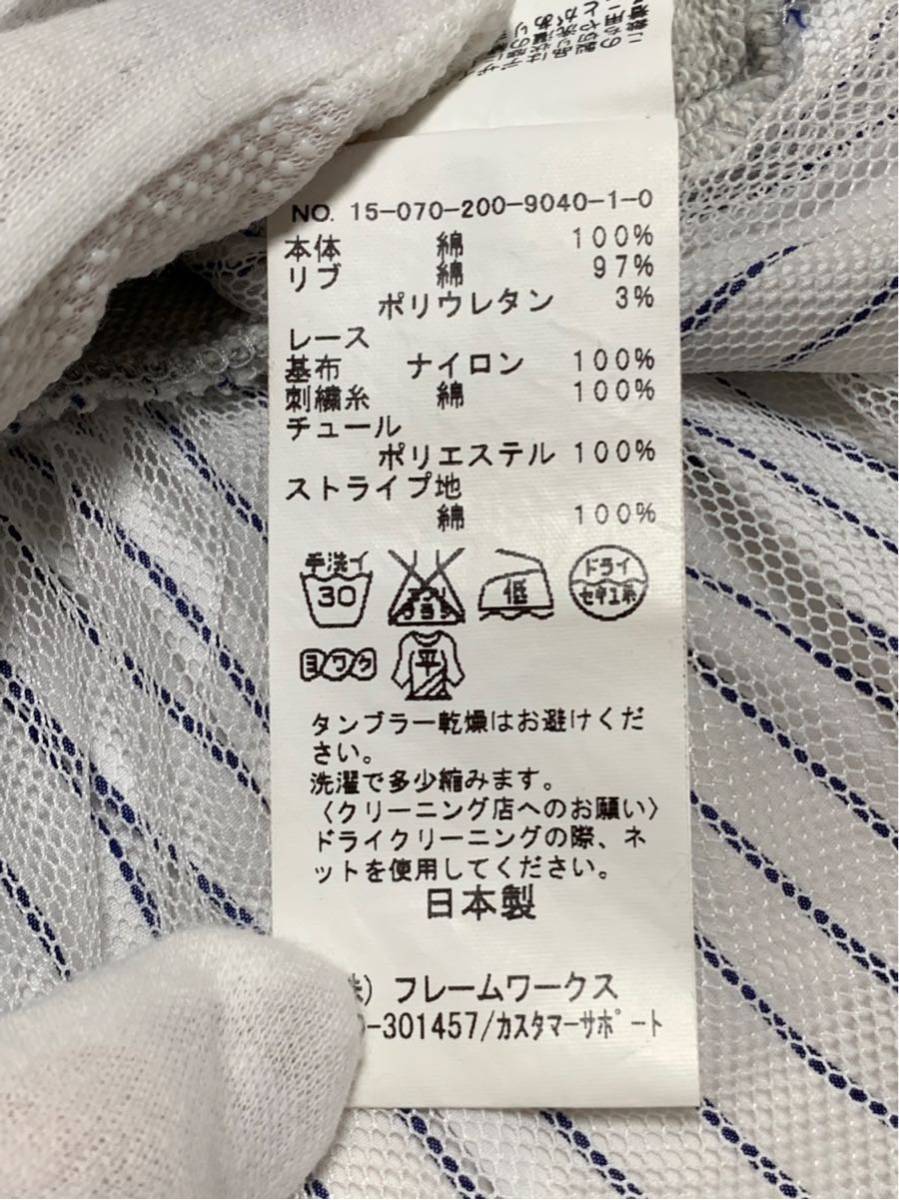 NO. 15-070-200-9040-1-0
本体 綿 100%
リブ 綿 97%
ポリウレタン 3%
レース
基布 ナイロン 100%
刺繍糸 綿 100%
チュール
ポリエステル 100%
ストライプ地
綿 100%
手洗イ 30 エンソサラシ 低 ドライ セキユ系
ヨワク 平
タンブラー乾燥はお避けくだ
さい。
洗濯で多少縮みます。
〈クリーニング店へのお願い〉
ドライクリーニングの際、ネ
ットを使用してください。
日本製
株) フレームワークス
0-301457/カスタマーサポート